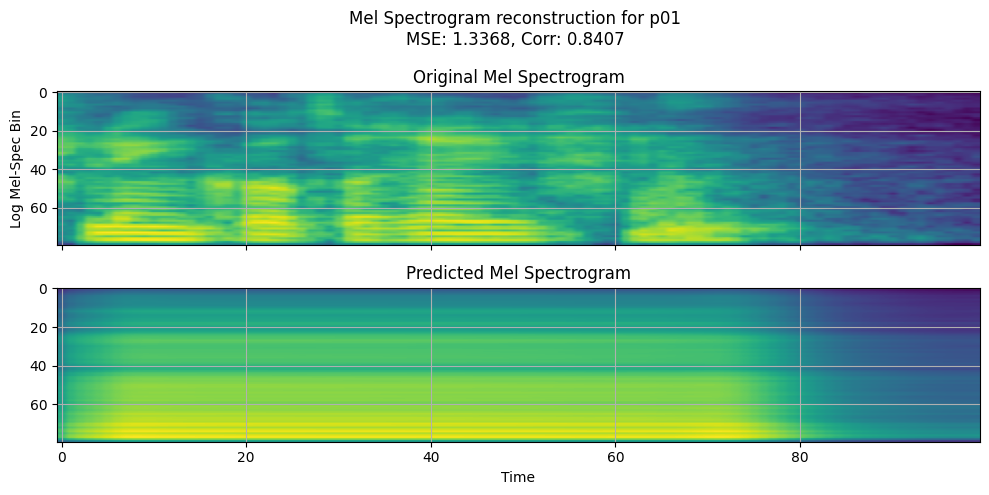 Mel Spectrogram reconstruction for p01
MSE: 1.3368, Corr: 0.8407
Original Mel Spectrogram
0
20
40
60
Log Mel-Spec Bin
Predicted Mel Spectrogram
0
20
40
60
0 20 40 60 80
Time